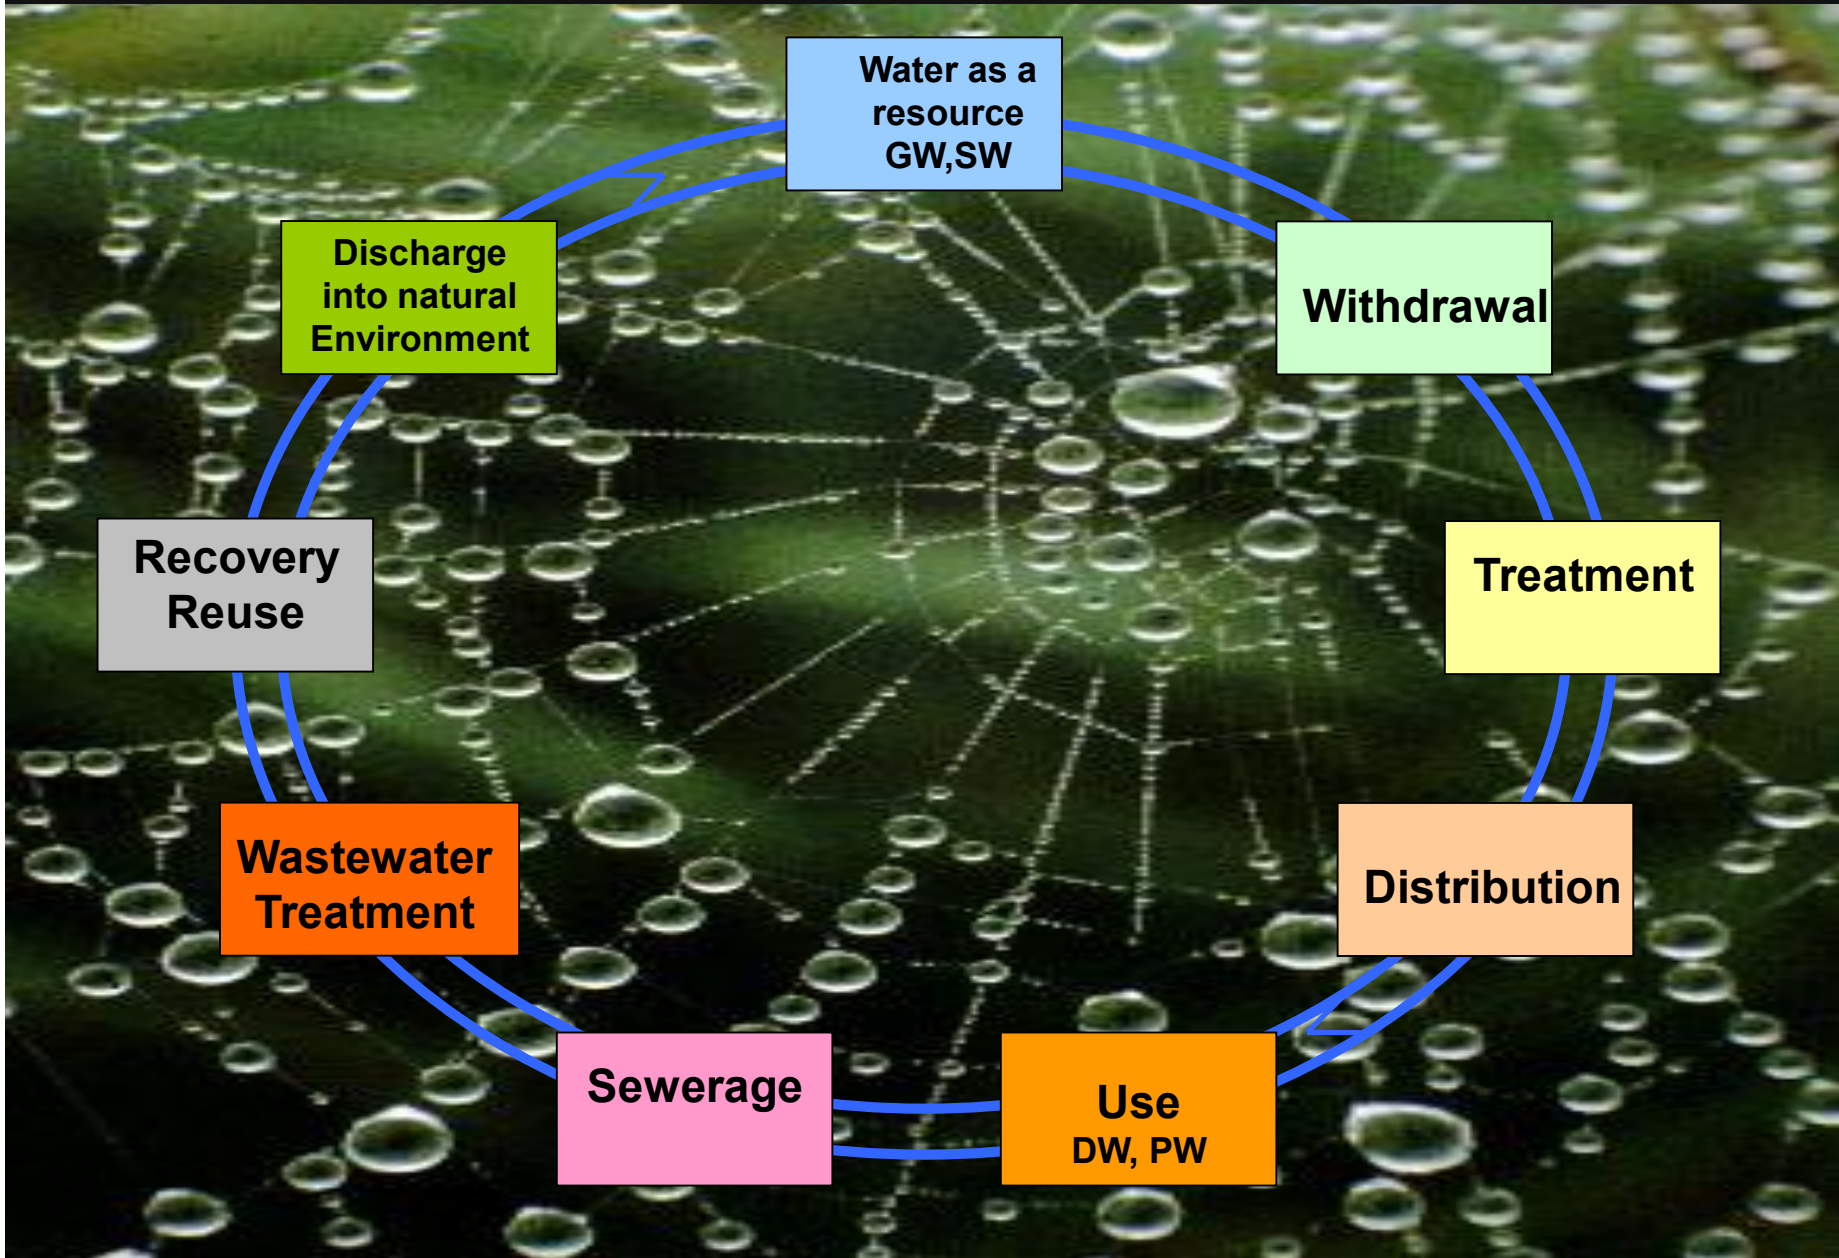 Water as a
resource
GW,SW
Withdrawal
Treatment
Distribution
Use
DW, PW
Sewerage
Wastewater
Treatment
Recovery
Reuse
Discharge
into natural
Environment